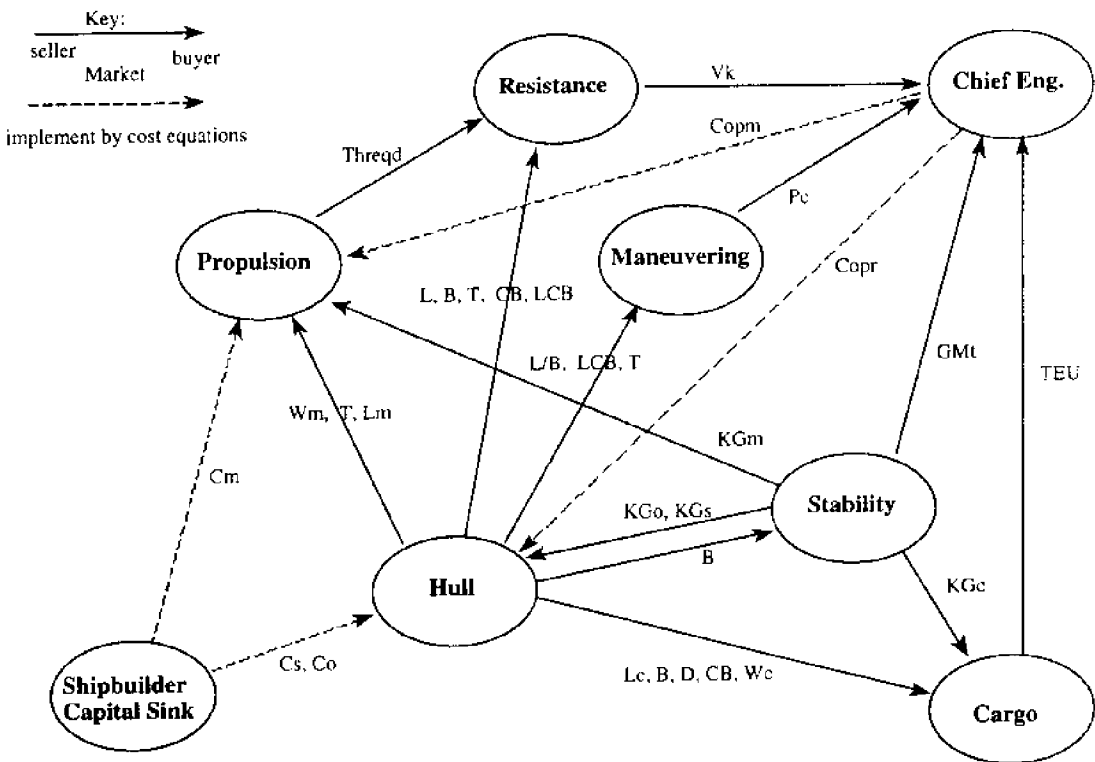 Key:
seller
buyer
Market
implement by cost equations
Resistance
Vk
Chief Eng.
Copm
Threqd
Pc
Propulsion
Maneuvering
Copr
L, B, T, CB, LCB
L/B, LCB, T
GMt
TEU
Wm, T, Lm
KGm
Cm
Stability
KGo, KGs
B
Hull
KGc
Cs, Co
Lc, B, D, CB, Wc
Shipbuilder
Capital Sink
Cargo